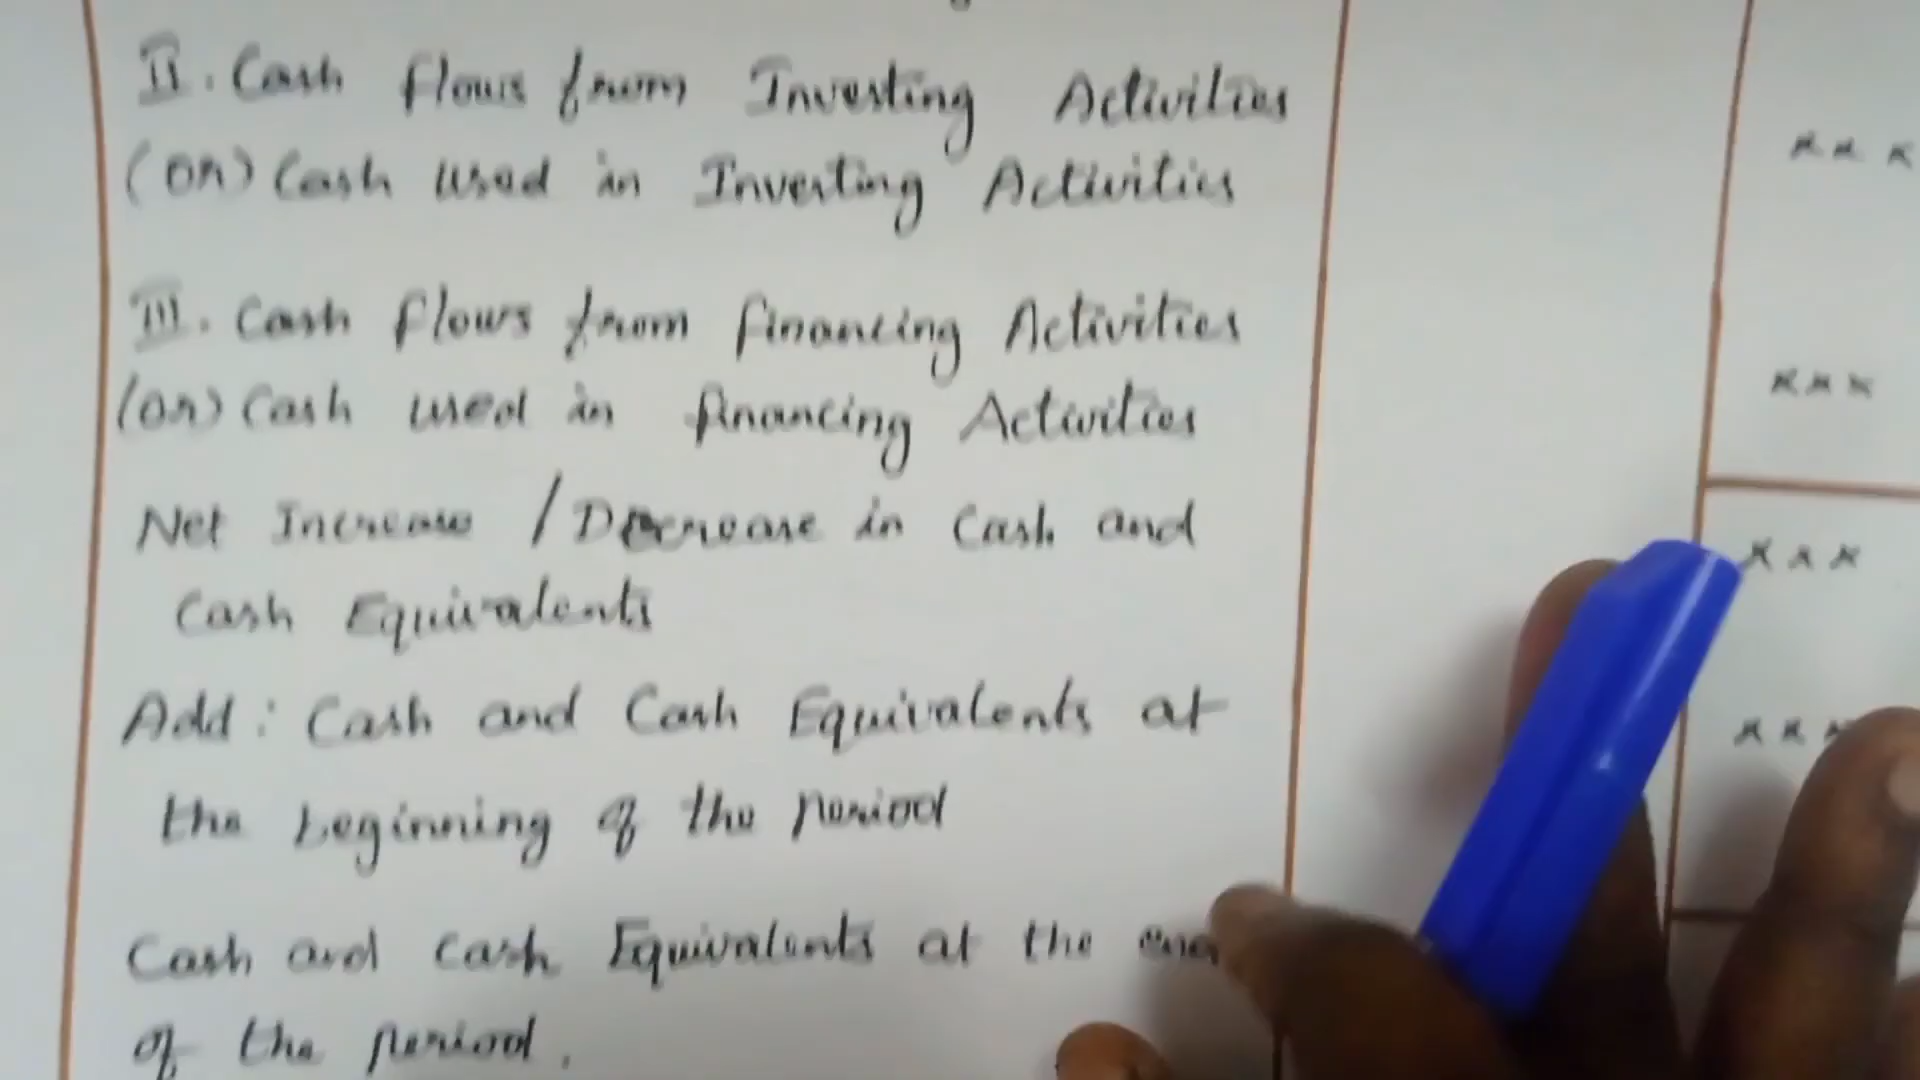 II. Cash flows from Investing Activities
xxx
(or) Cash used in Investing Activities
III. Cash flows from financing Activities
xxx
(or) Cash used in financing Activities
Net Increase / Decrease in Cash and
xxx
Cash Equivalents
Add : Cash and Cash Equivalents at
xxx
the beginning of the period
Cash and cash Equivalents at the end
of the period.